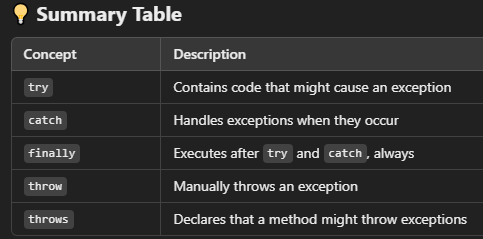 💡 Summary Table
Concept Description
try Contains code that might cause an exception
catch Handles exceptions when they occur
finally Executes after try and catch, always
throw Manually throws an exception
throws Declares that a method might throw exceptions